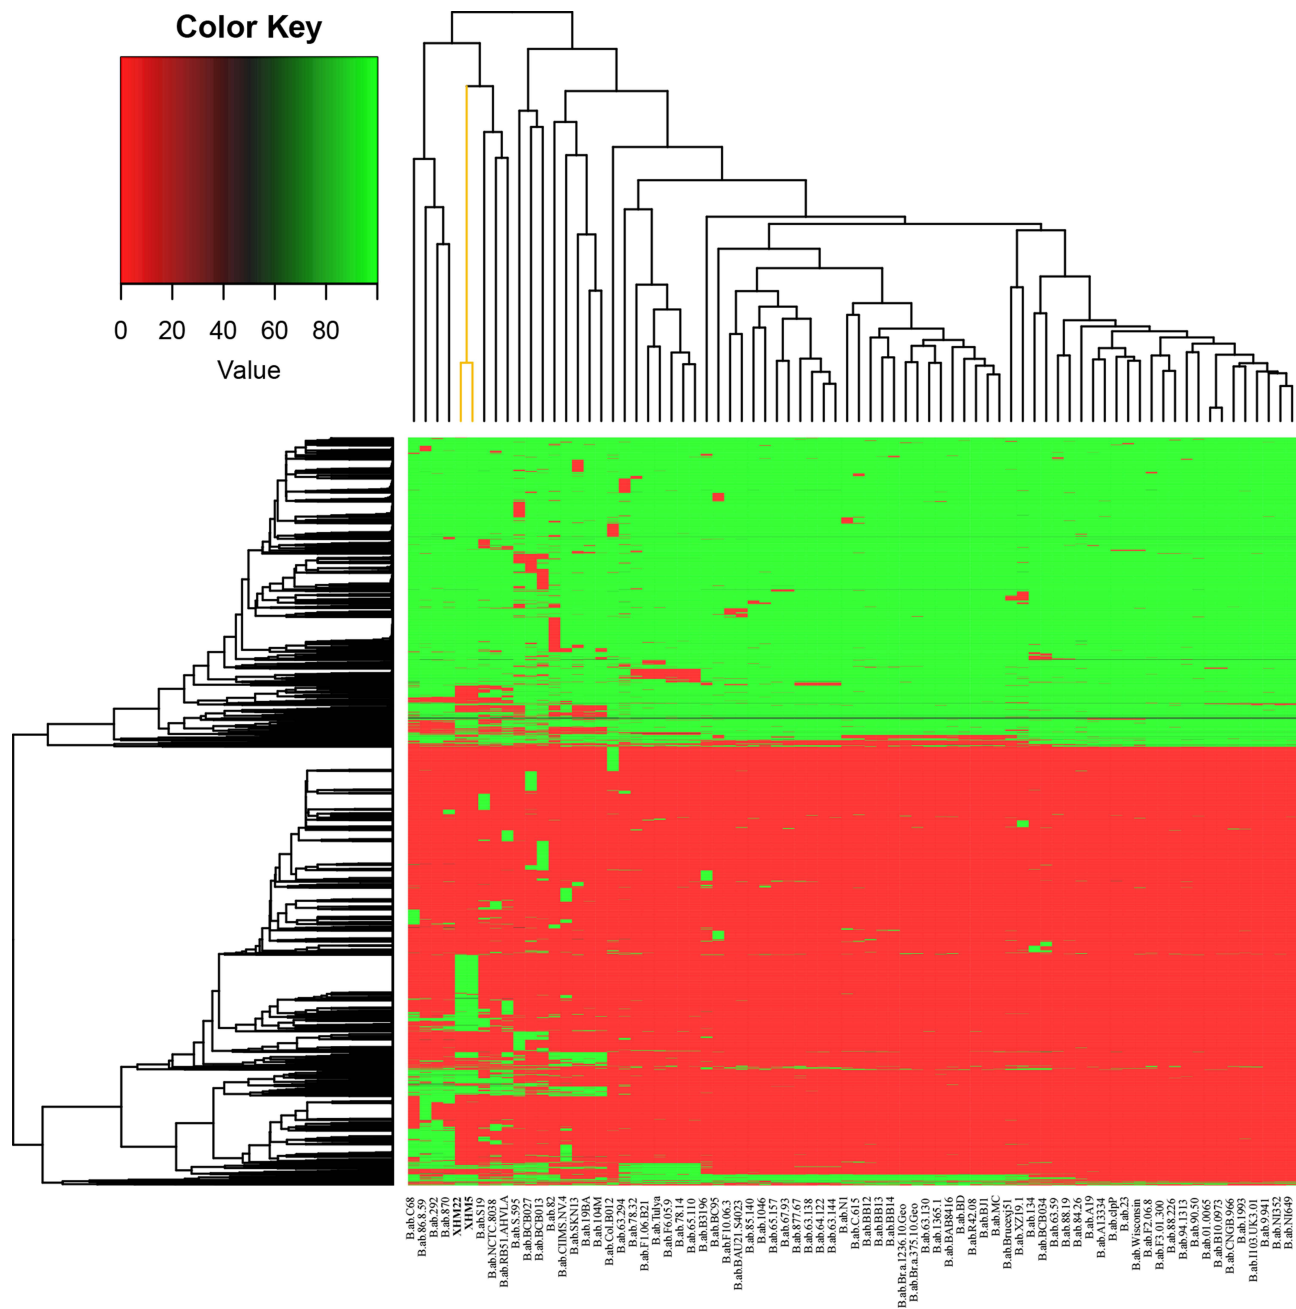 Color Key
0 20 40 60 80
Value
B.ab.C68
B.ab.86.8.59
B.ab.292
B.ab.870
XHM22
XHM5
B.ab.S19
B.ab.NCTC.8038
B.ab.RB51.AHVLA
B.ab.S.595
B.ab.BCB027
B.ab.BCB013
B.ab.82
B.ab.CIIMS.NV.4
B.ab.SKN13
B.ab.19BA
B.ab.104M
B.ab.Col.B012
B.ab.63.294
B.ab.78.32
B.ab.F1.06.B21
B.ab.Tulya
B.ab.F6.05.9
B.ab.78.14
B.ab.65.110
B.ab.B3196
B.ab.BC95
B.ab.F10.06.3
B.ab.BAU21.S4023
B.ab.85.140
B.ab.1046
B.ab.65.157
B.ab.67.93
B.ab.877.67
B.ab.63.138
B.ab.64.122
B.ab.63.144
B.ab.N1
B.ab.C.615
B.ab.BB12
B.ab.BB13
B.ab.BB14
B.ab.Br.a.1236.10.Geo
B.ab.Br.a.375.10.Geo
B.ab.63.130
B.ab.1365.1
B.ab.BAB8416
B.ab.BD
B.ab.R42.08
B.ab.BJ1
B.ab.MC
B.ab.Brucenj51
B.ab.XZ19.1
B.ab.134
B.ab.BCB034
B.ab.63.59
B.ab.88.19
B.ab.84.26
B.ab.A19
B.ab.A13334
B.ab.clpP
B.ab.23
B.ab.Wisconsin
B.ab.F2.06.8
B.ab.F3.01.300
B.ab.88.226
B.ab.94.1313
B.ab.90.50
B.ab.01.0065
B.ab.B10.0973
B.ab.CNGB.966
B.ab.1993
B.ab.I103.UK3.01
B.ab.9.941
B.ab.NI352
B.ab.NI649